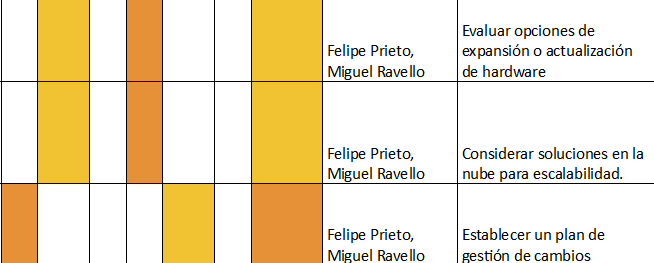 Felipe Prieto,
Miguel Ravello
Evaluar opciones de
expansión o actualización
de hardware
Felipe Prieto,
Miguel Ravello
Considerar soluciones en la
nube para escalabilidad.
Felipe Prieto,
Miguel Ravello
Establecer un plan de
gestión de cambios